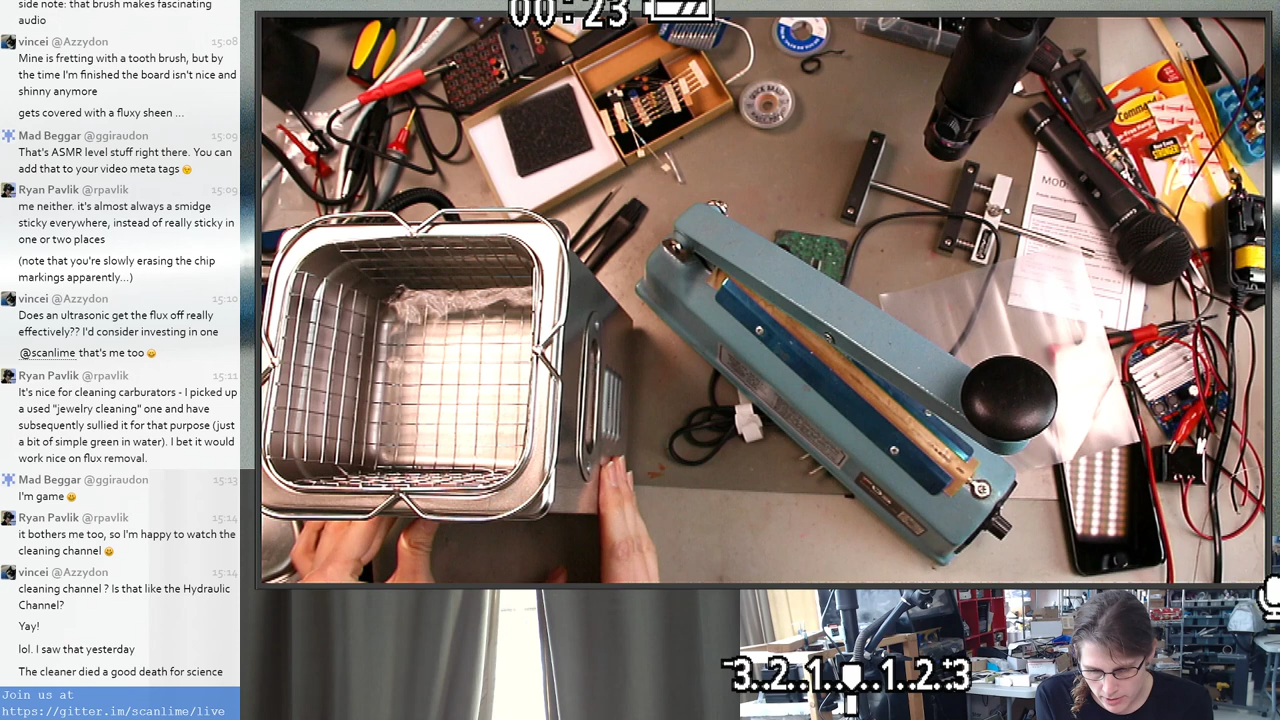 side note: that brush makes fascinating
audio
vincei @Azzydon 15:08
Mine is fretting with a tooth brush, but by
the time I'm finished the board isn't nice and
shinny anymore
gets covered with a fluxy sheen ...
Mad Beggar @ggiraudon 15:09
That's ASMR level stuff right there. You can
add that to your video meta tags
Ryan Pavlik @rpavlik 15:09
me neither. it's almost always a smidge
sticky everywhere, instead of really sticky in
one or two places
(note that you're slowly erasing the chip
markings apparently...)
vincei @Azzydon 15:10
Does an ultrasonic get the flux off really
effectively?? I'd consider investing in one
@scanlime that's me too
Ryan Pavlik @rpavlik 15:11
It's nice for cleaning carburators - I picked up
a used "jewelry cleaning" one and have
subsequently sullied it for that purpose (just
a bit of simple green in water). I bet it would
work nice on flux removal.
Mad Beggar @ggiraudon 15:13
I'm game
Ryan Pavlik @rpavlik 15:14
it bothers me too, so I'm happy to watch the
cleaning channel
vincei @Azzydon 15:14
cleaning channel ? Is that like the Hydraulic
Channel?
Yay!
lol. I saw that yesterday
The cleaner died a good death for science
Join us at
https://gitter.im/scanlime/live
00:23
Command
MOD
-3..2..1...1..2.+3